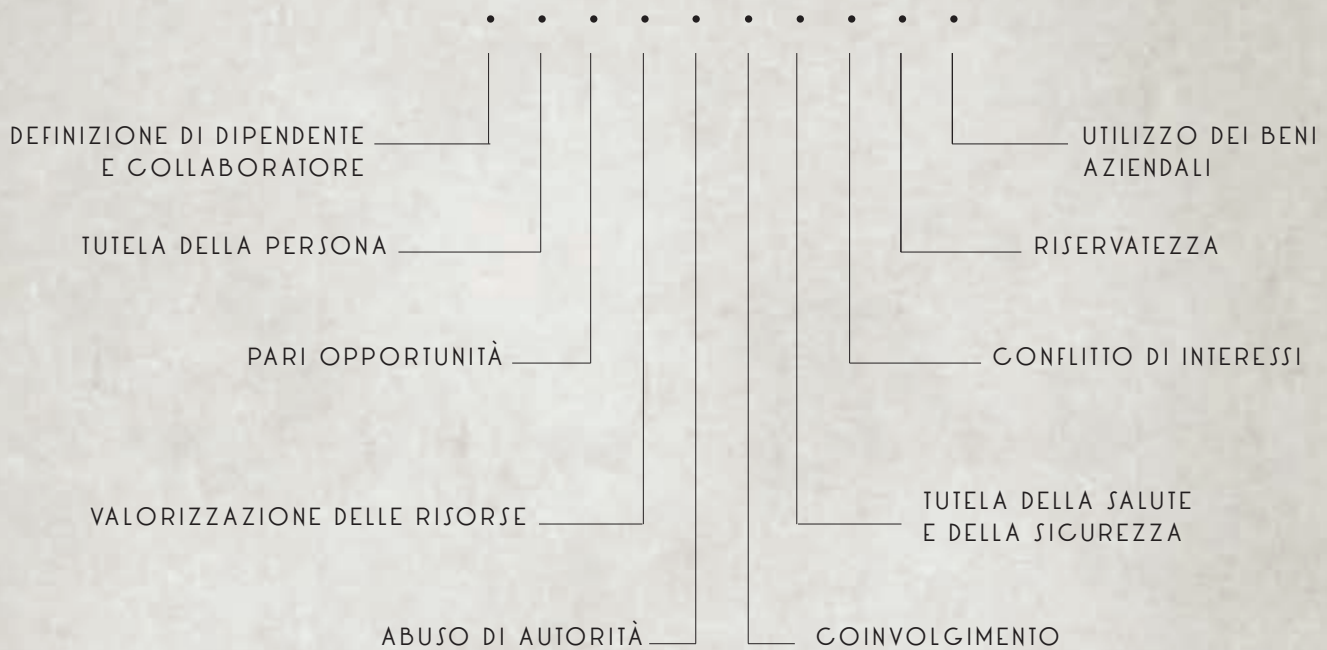 DEFINIZIONE DI DIPENDENTE
E COLLABORATORE
TUTELA DELLA PERSONA
PARI OPPORTUNITÀ
VALORIZZAZIONE DELLE RISORSE
ABUSO DI AUTORITÀ
COINVOLGIMENTO
TUTELA DELLA SALUTE
E DELLA SICUREZZA
CONFLITTO DI INTERESSI
RISERVATEZZA
UTILIZZO DEI BENI
AZIENDALI